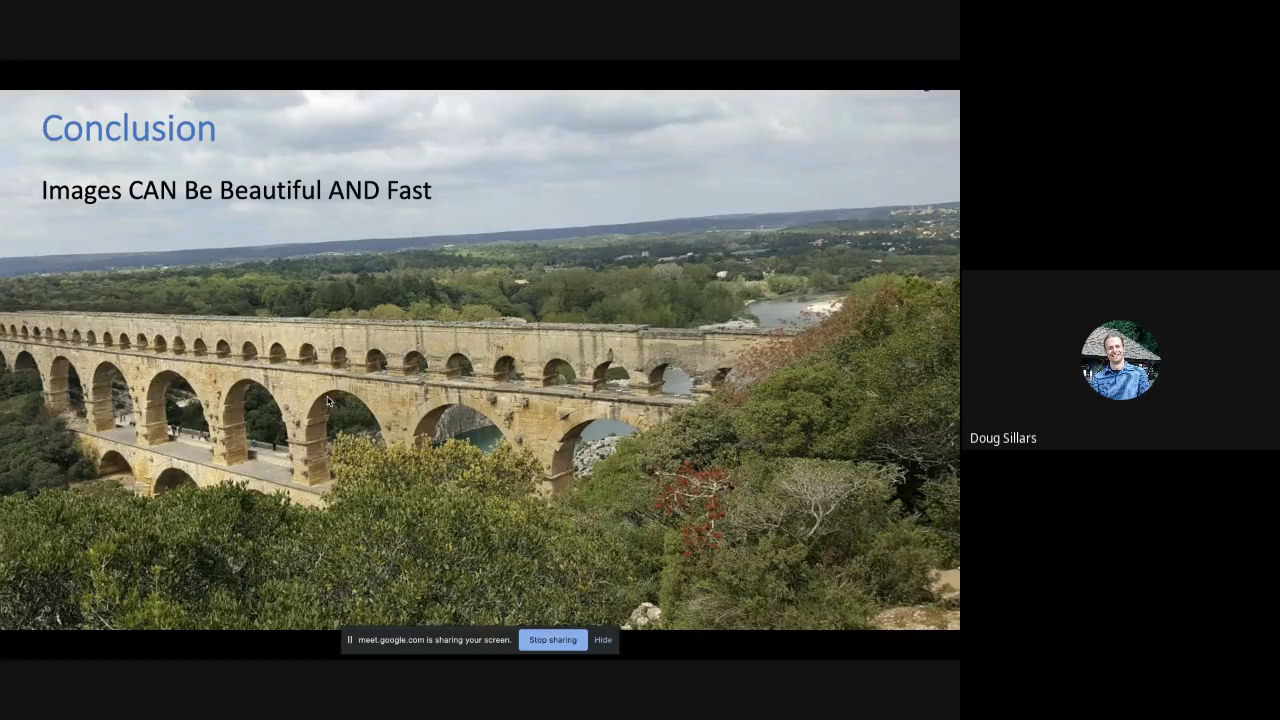 Conclusion
Images CAN Be Beautiful AND Fast
Doug Sillars
meet.google.com is sharing your screen.
Stop sharing
Hide